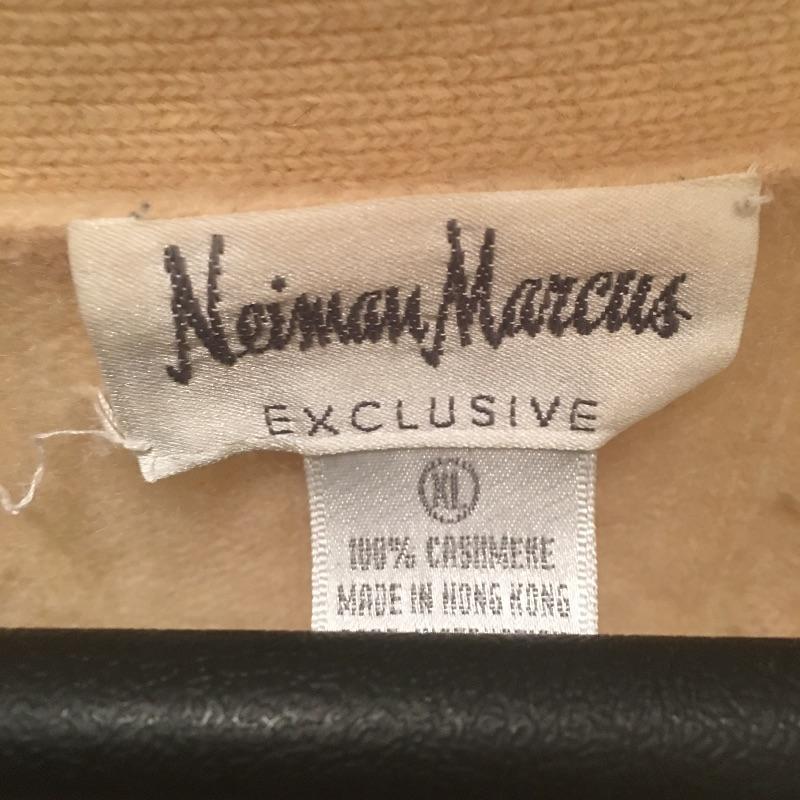 Neiman Marcus
EXCLUSIVE
XL
100% CASHMERE
MADE IN HONG KONG